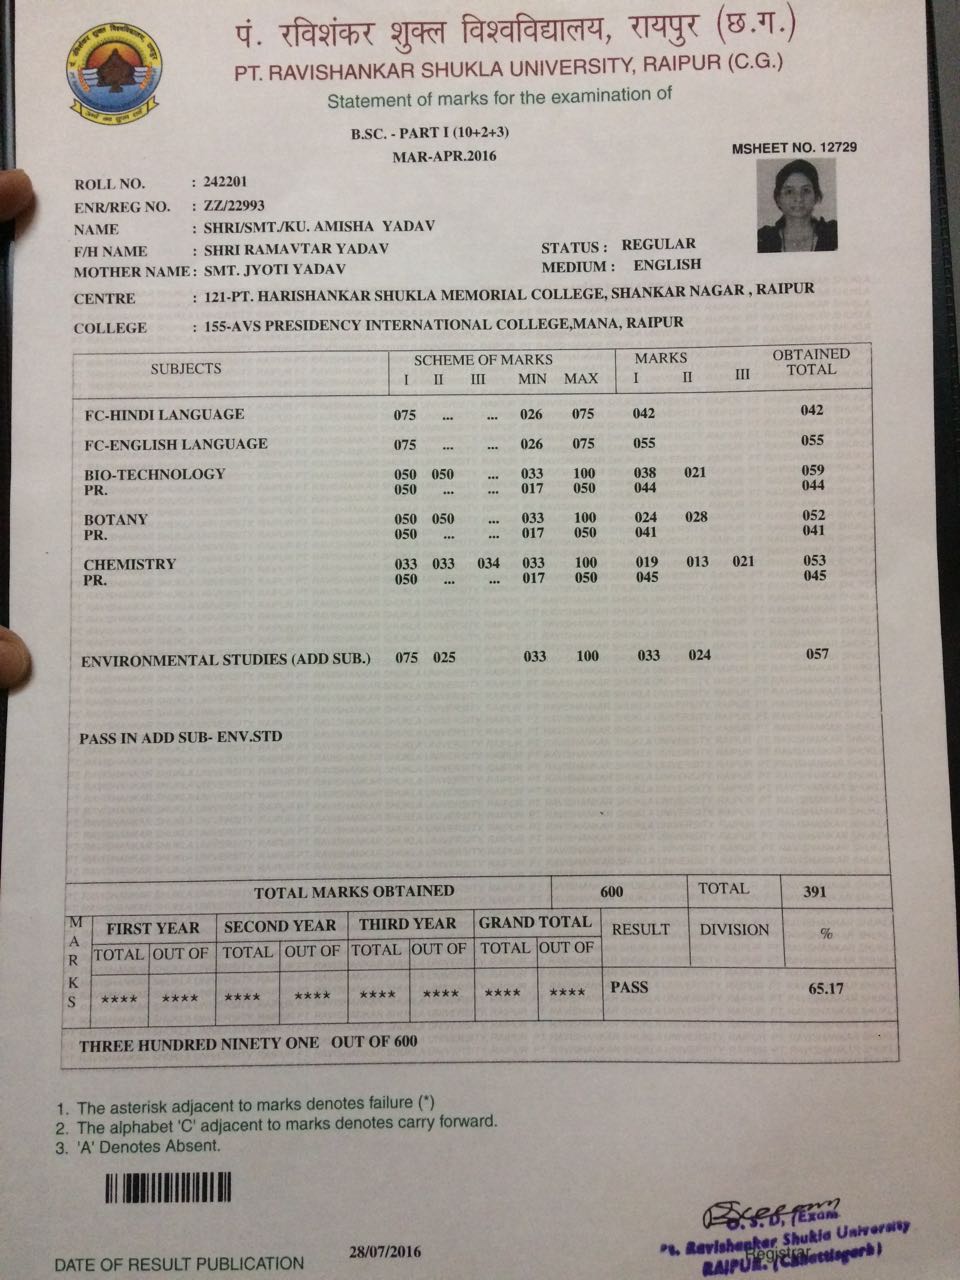 पं. रविशंकर शुक्ल विश्वविद्यालय, रायपुर (छ.ग.)
PT. RAVISHANKAR SHUKLA UNIVERSITY, RAIPUR (C.G.)
Statement of marks for the examination of
B.SC. - PART I (10+2+3)
MAR-APR.2016
MSHEET NO. 12729
ROLL NO. : 242201
ENR/REG NO. : ZZ/22993
NAME : SHRI/SMT./KU. AMISHA YADAV
F/H NAME : SHRI RAMAVTAR YADAV STATUS : REGULAR
MOTHER NAME : SMT. JYOTI YADAV MEDIUM : ENGLISH
CENTRE : 121-PT. HARISHANKAR SHUKLA MEMORIAL COLLEGE, SHANKAR NAGAR , RAIPUR
COLLEGE : 155-AVS PRESIDENCY INTERNATIONAL COLLEGE,MANA, RAIPUR
SUBJECTS SCHEME OF MARKS MARKS OBTAINED TOTAL
I II III MIN MAX I II III
FC-HINDI LANGUAGE 075 ... ... 026 075 042 042
FC-ENGLISH LANGUAGE 075 ... ... 026 075 055 055
BIO-TECHNOLOGY 050 050 ... 033 100 038 021 059
PR. 050 ... ... 017 050 044 044
BOTANY 050 050 ... 033 100 024 028 052
PR. 050 ... ... 017 050 041 041
CHEMISTRY 033 033 034 033 100 019 013 021 053
PR. 050 ... ... 017 050 045 045
ENVIRONMENTAL STUDIES (ADD SUB.) 075 025 033 100 033 024 057
PASS IN ADD SUB- ENV.STD
TOTAL MARKS OBTAINED 600 TOTAL 391
MARKS FIRST YEAR SECOND YEAR THIRD YEAR GRAND TOTAL RESULT DIVISION %
TOTAL OUT OF TOTAL OUT OF TOTAL OUT OF TOTAL OUT OF
**** **** **** **** **** **** **** **** PASS 65.17
THREE HUNDRED NINETY ONE OUT OF 600
1. The asterisk adjacent to marks denotes failure (*)
2. The alphabet 'C' adjacent to marks denotes carry forward.
3. 'A' Denotes Absent.
O. S. D, (Exam
Pt. Ravishankar Shukla University
Registrar
RAIPUR. (Chhattisgarh)
DATE OF RESULT PUBLICATION 28/07/2016